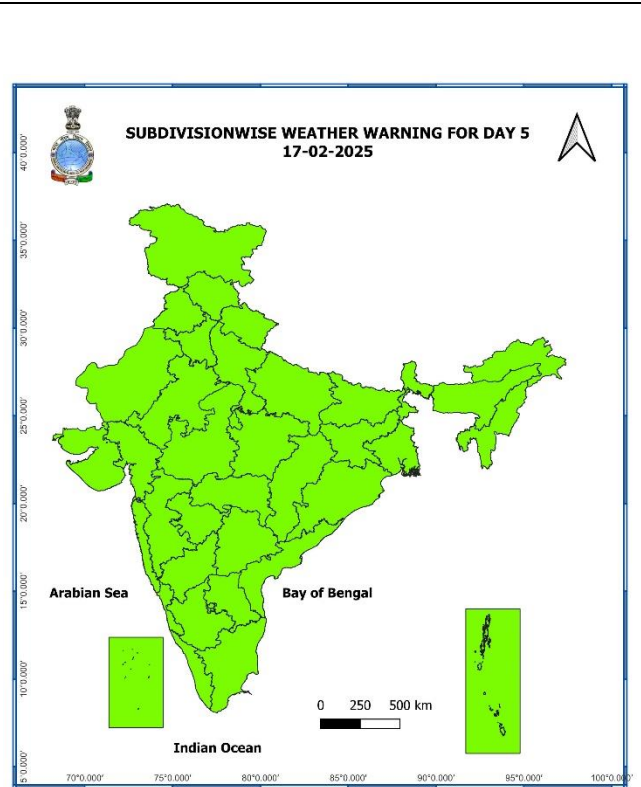 SUBDIVISIONWISE WEATHER WARNING FOR DAY 5
17-02-2025
40°0.000'
35°0.000'
30°0.000'
25°0.000'
20°0.000'
15°0.000'
10°0.000'
5°0.000'
Arabian Sea
Bay of Bengal
0 250 500 km
Indian Ocean
70°0.000' 75°0.000' 80°0.000' 85°0.000' 90°0.000' 95°0.000' 100°0.000'